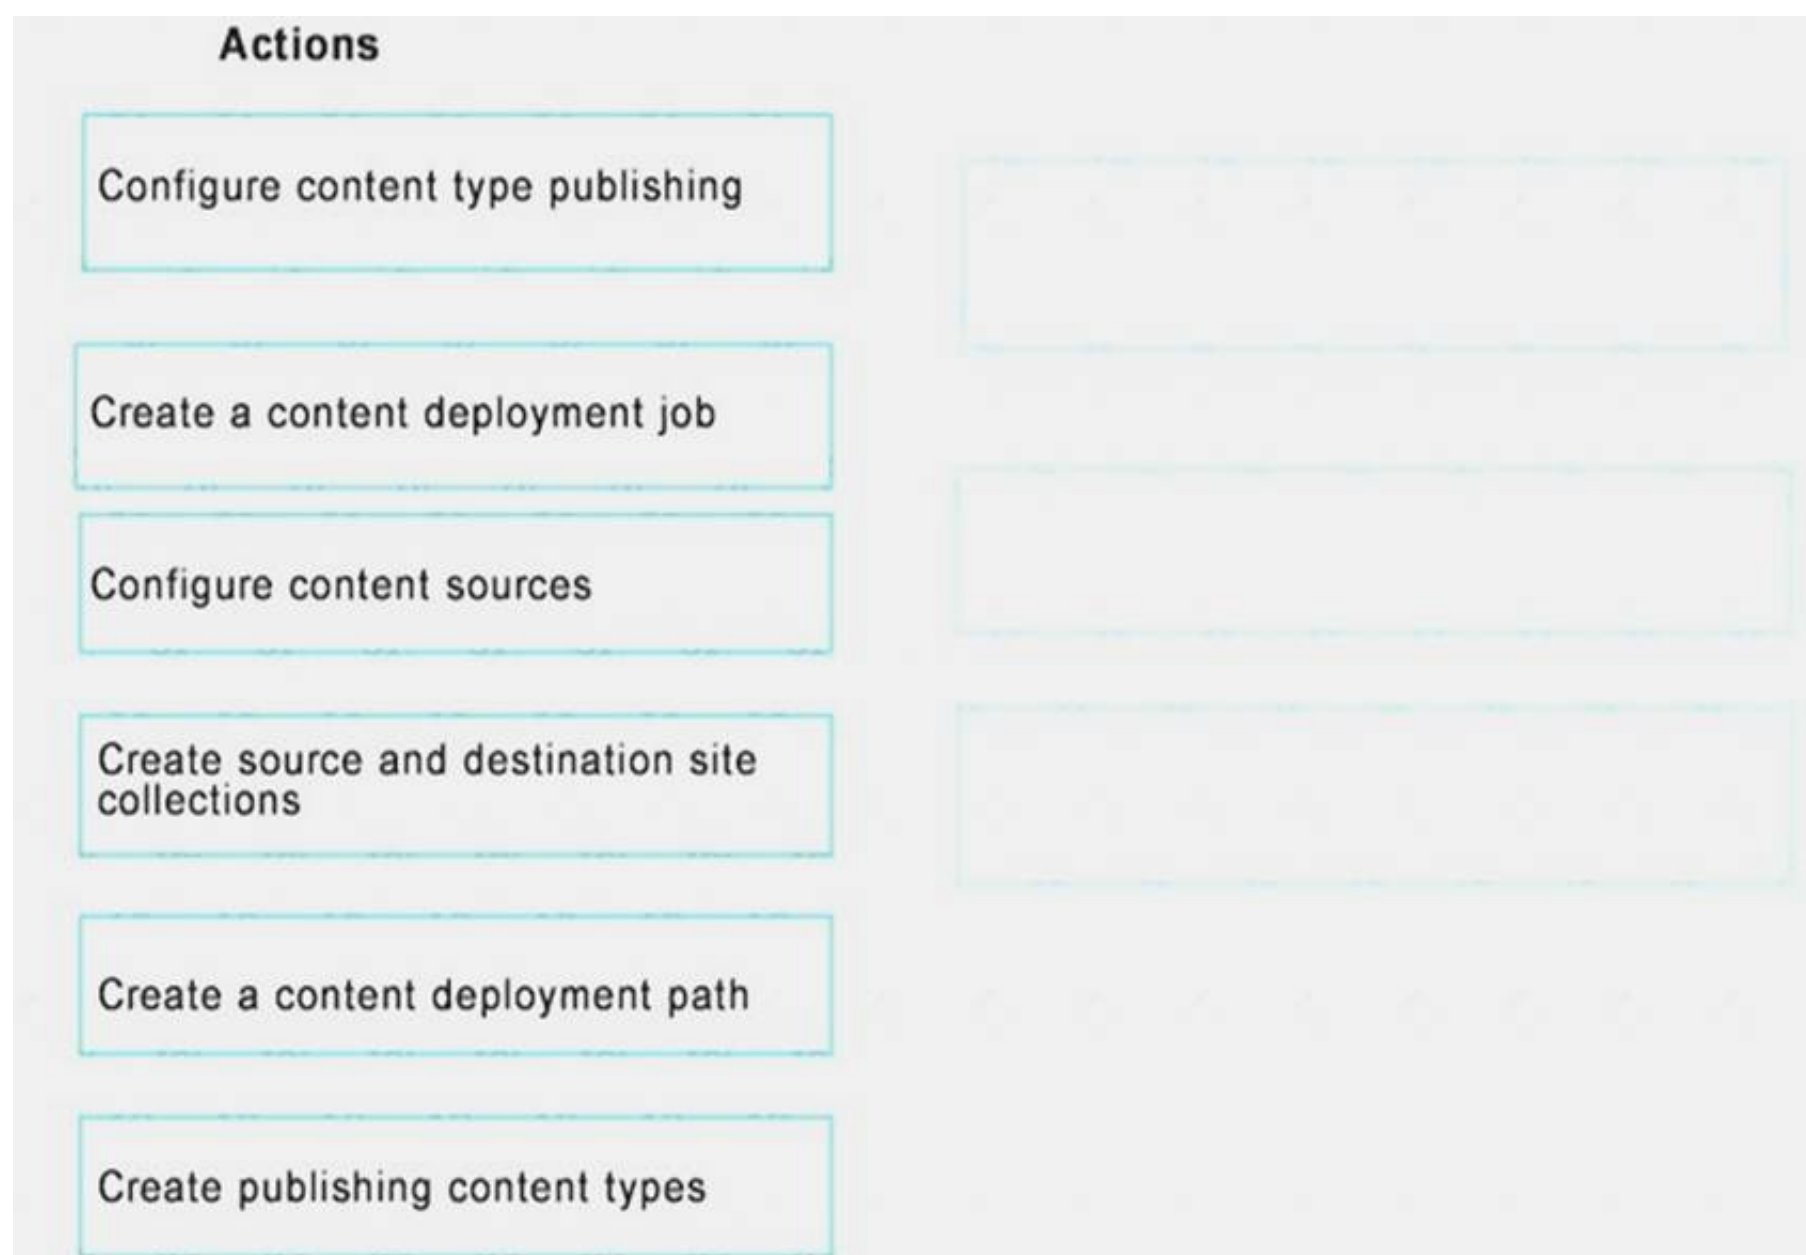 Actions
Configure content type publishing
Create a content deployment job
Configure content sources
Create source and destination site
collections
Create a content deployment path
Create publishing content types